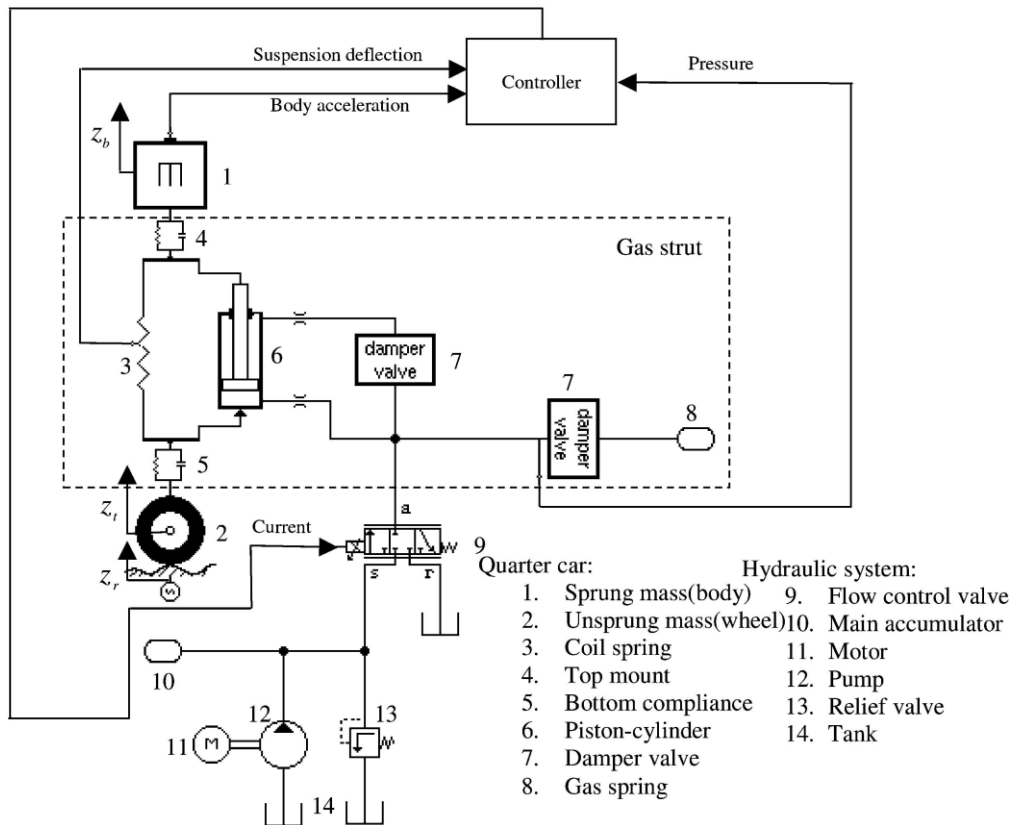 Suspension deflection
Controller
Pressure
Body acceleration
z_b
1
4
Gas strut
3
6
damper
valve
7
7
damper
valve
8
5
z_t
2
a
Current
9
s
r
z_r
10
12
13
11
M
14
Quarter car:
1. Sprung mass(body)
2. Unsprung mass(wheel)
3. Coil spring
4. Top mount
5. Bottom compliance
6. Piston-cylinder
7. Damper valve
8. Gas spring
Hydraulic system:
9. Flow control valve
10. Main accumulator
11. Motor
12. Pump
13. Relief valve
14. Tank